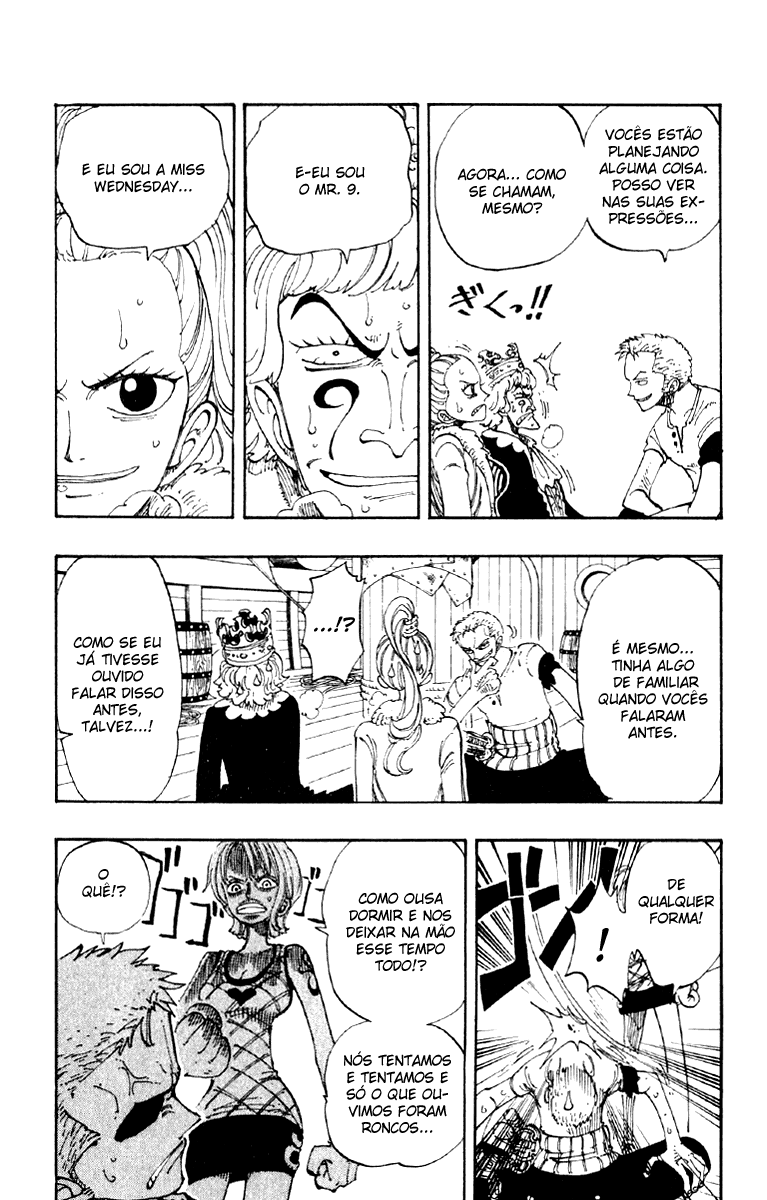 VOCÊS ESTÃO
PLANEJANDO
ALGUMA COISA.
POSSO VER
NAS SUAS EX-
PRESSÕES...
AGORA... COMO
SE CHAMAM,
MESMO?
ぎくっ!!
E-EU SOU
O MR. 9.
E EU SOU A MISS
WEDNESDAY...
É MESMO...
TINHA ALGO
DE FAMILIAR
QUANDO VOCÊS
FALARAM
ANTES.
...!?
COMO SE EU
JÁ TIVESSE
OUVIDO
FALAR DISSO
ANTES,
TALVEZ...!
DE
QUALQUER
FORMA!
!
COMO OUSA
DORMIR E NOS
DEIXAR NA MÃO
ESSE TEMPO
TODO!?
NÓS TENTAMOS
E TENTAMOS E
SÓ O QUE OU-
VIMOS FORAM
RONCOS...
ゴゴゴ
O
QUÊ!?